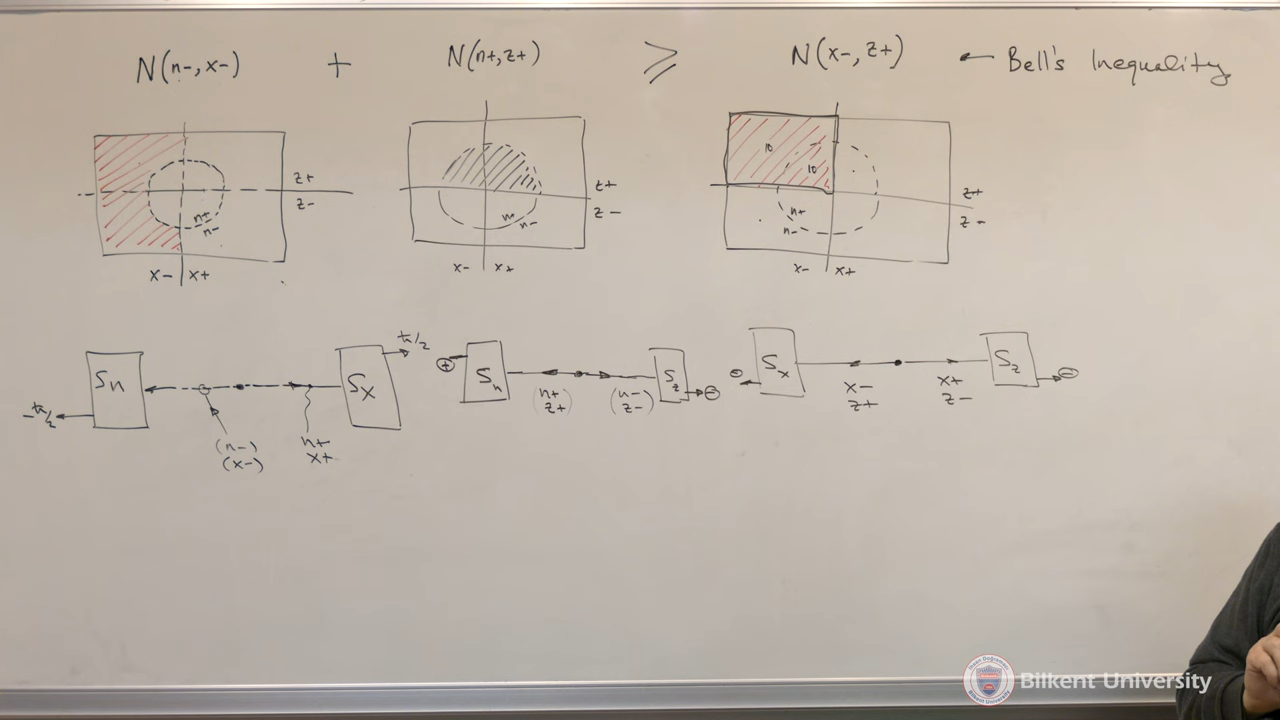 N(n-, x-) + N(n+, z+) ≥ N(x-, z+) ← Bell's Inequality
z+
z-
n+
n-
x- x+
z+
z-
n+
n-
x- x+
10
10
z+
z-
n+
n-
x- x+
Sn
Sx
ħ/2
-ħ/2
(n-)
(x-)
n+
x+
⊕
Sn
Sz
⊖
(n+
z+)
(n-
z-)
⊖
Sx
Sz
⊖
x-
z+
x+
z-
Bilkent University